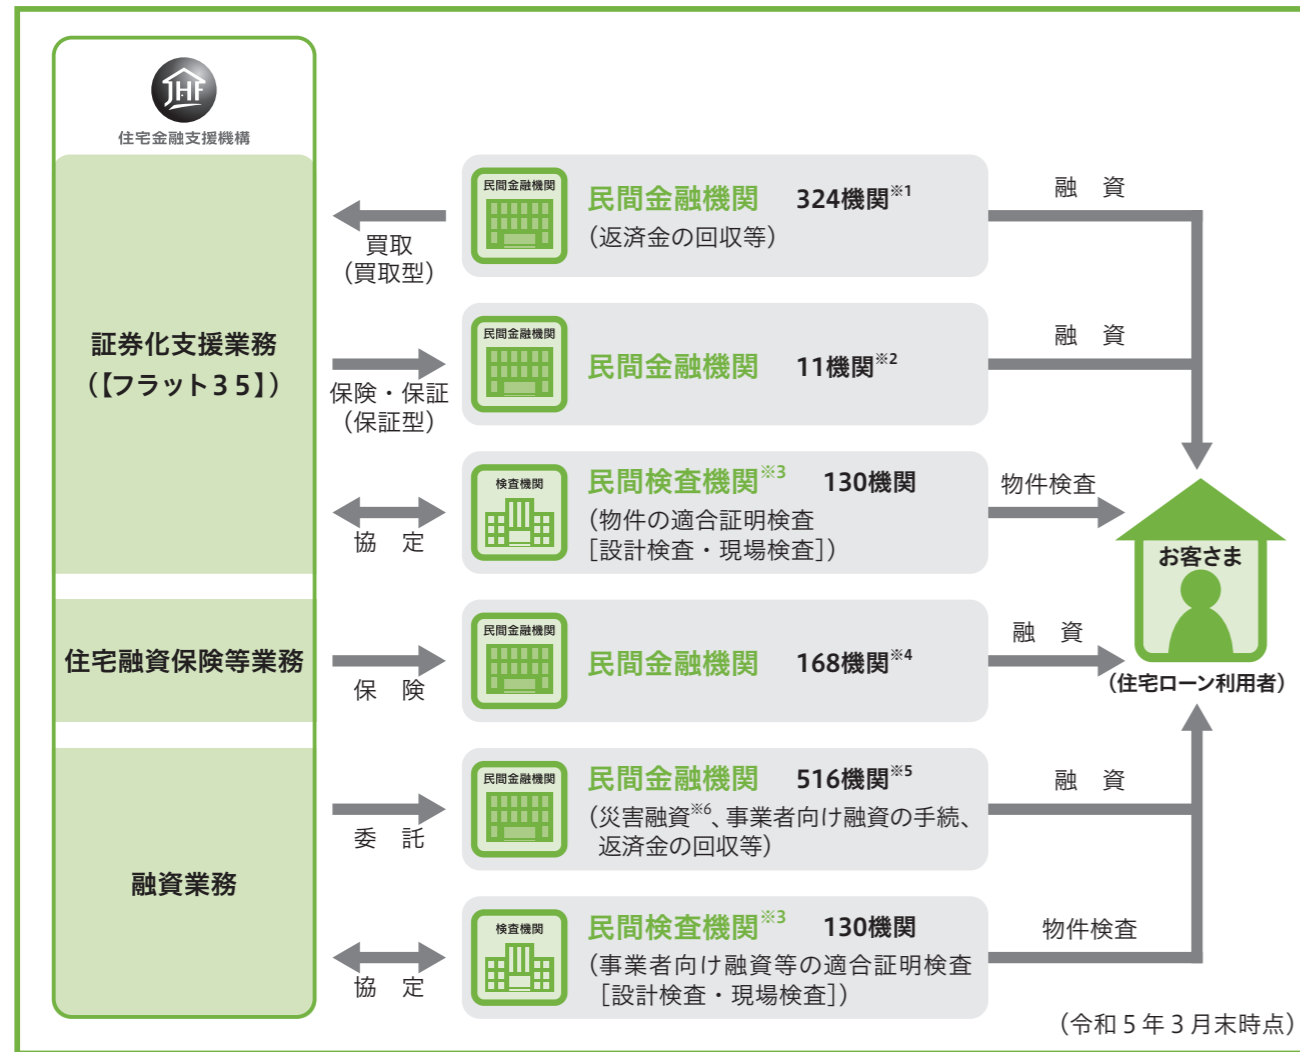 JHF
住宅金融支援機構
証券化支援業務
（【フラット３５】）
買取
（買取型）
民間金融機関
民間金融機関 324機関※1
（返済金の回収等）
融 資
保険・保証
（保証型）
民間金融機関
民間金融機関 11機関※2
融 資
協 定
検査機関
民間検査機関※3 130機関
（物件の適合証明検査
［設計検査・現場検査］）
物件検査
お客さま
（住宅ローン利用者）
住宅融資保険等業務
保 険
民間金融機関
民間金融機関 168機関※4
融 資
融資業務
委 託
民間金融機関
民間金融機関 516機関※5
（災害融資※6、事業者向け融資の手続、
返済金の回収等）
融 資
協 定
検査機関
民間検査機関※3 130機関
（事業者向け融資等の適合証明検査
［設計検査・現場検査］）
物件検査
（令和５年３月末時点）